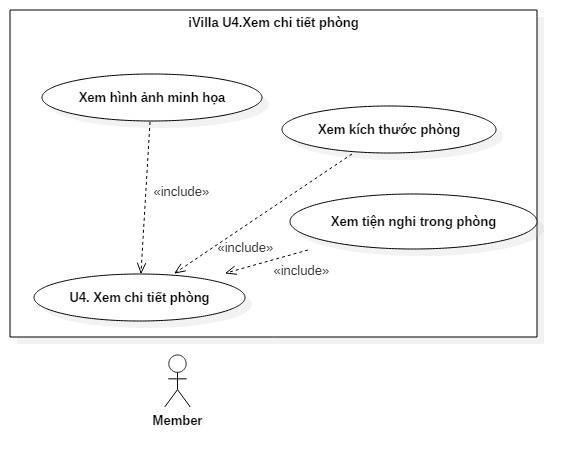 iVilla U4.Xem chi tiết phòng
Xem hình ảnh minh họa
Xem kích thước phòng
«include»
Xem tiện nghi trong phòng
«include»
«include»
U4. Xem chi tiết phòng
Member